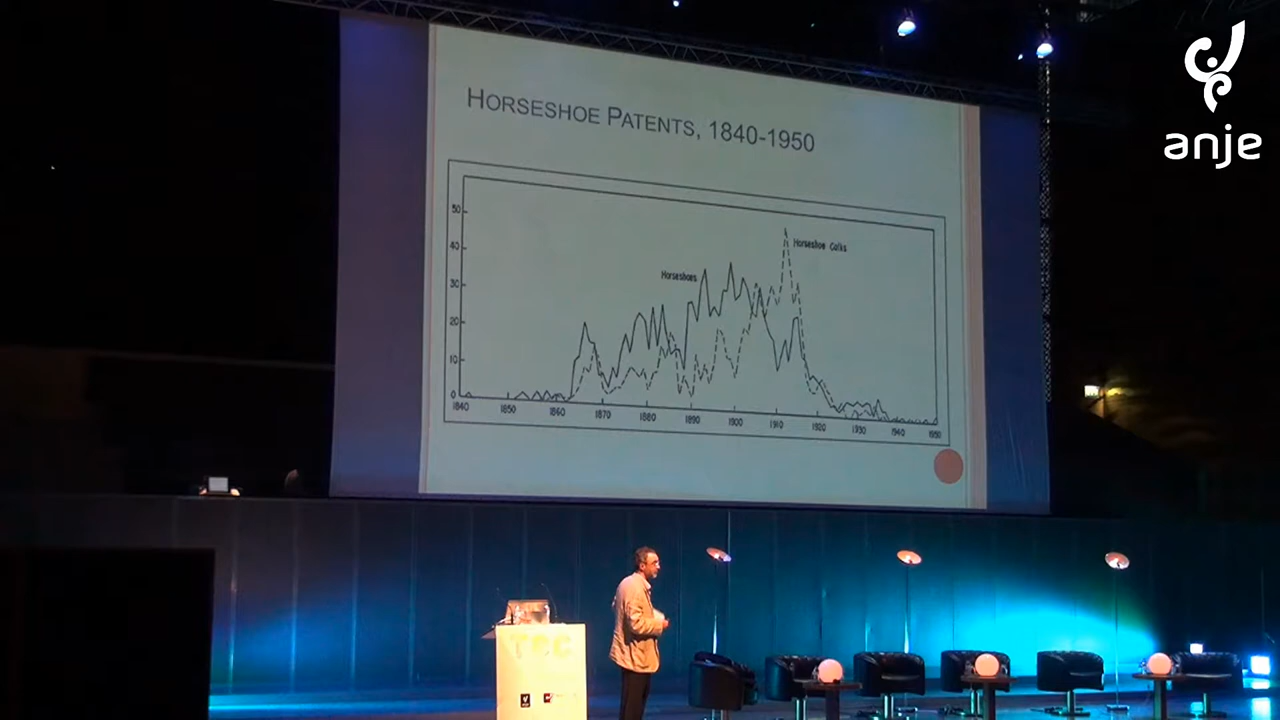 anje
HORSESHOE PATENTS, 1840-1950
50
40
30
20
10
0
Horseshoes
Horseshoe Calks
1840 1850 1860 1870 1880 1890 1900 1910 1920 1930 1940 1950